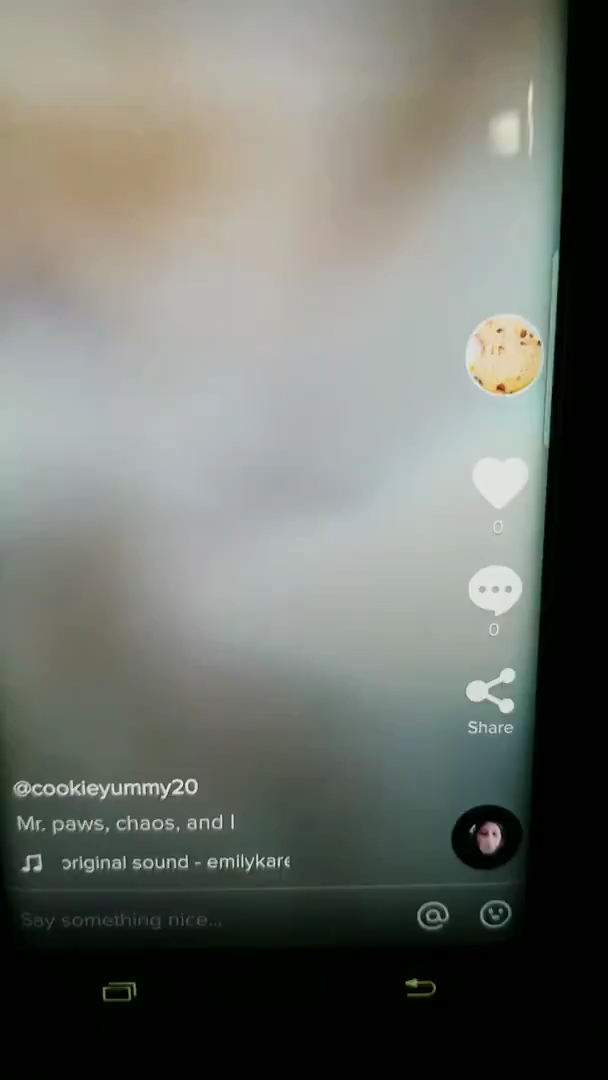 0
0
Share
@cookieyummy20
Mr. paws, chaos, and I
original sound - emilykare
Say something nice...